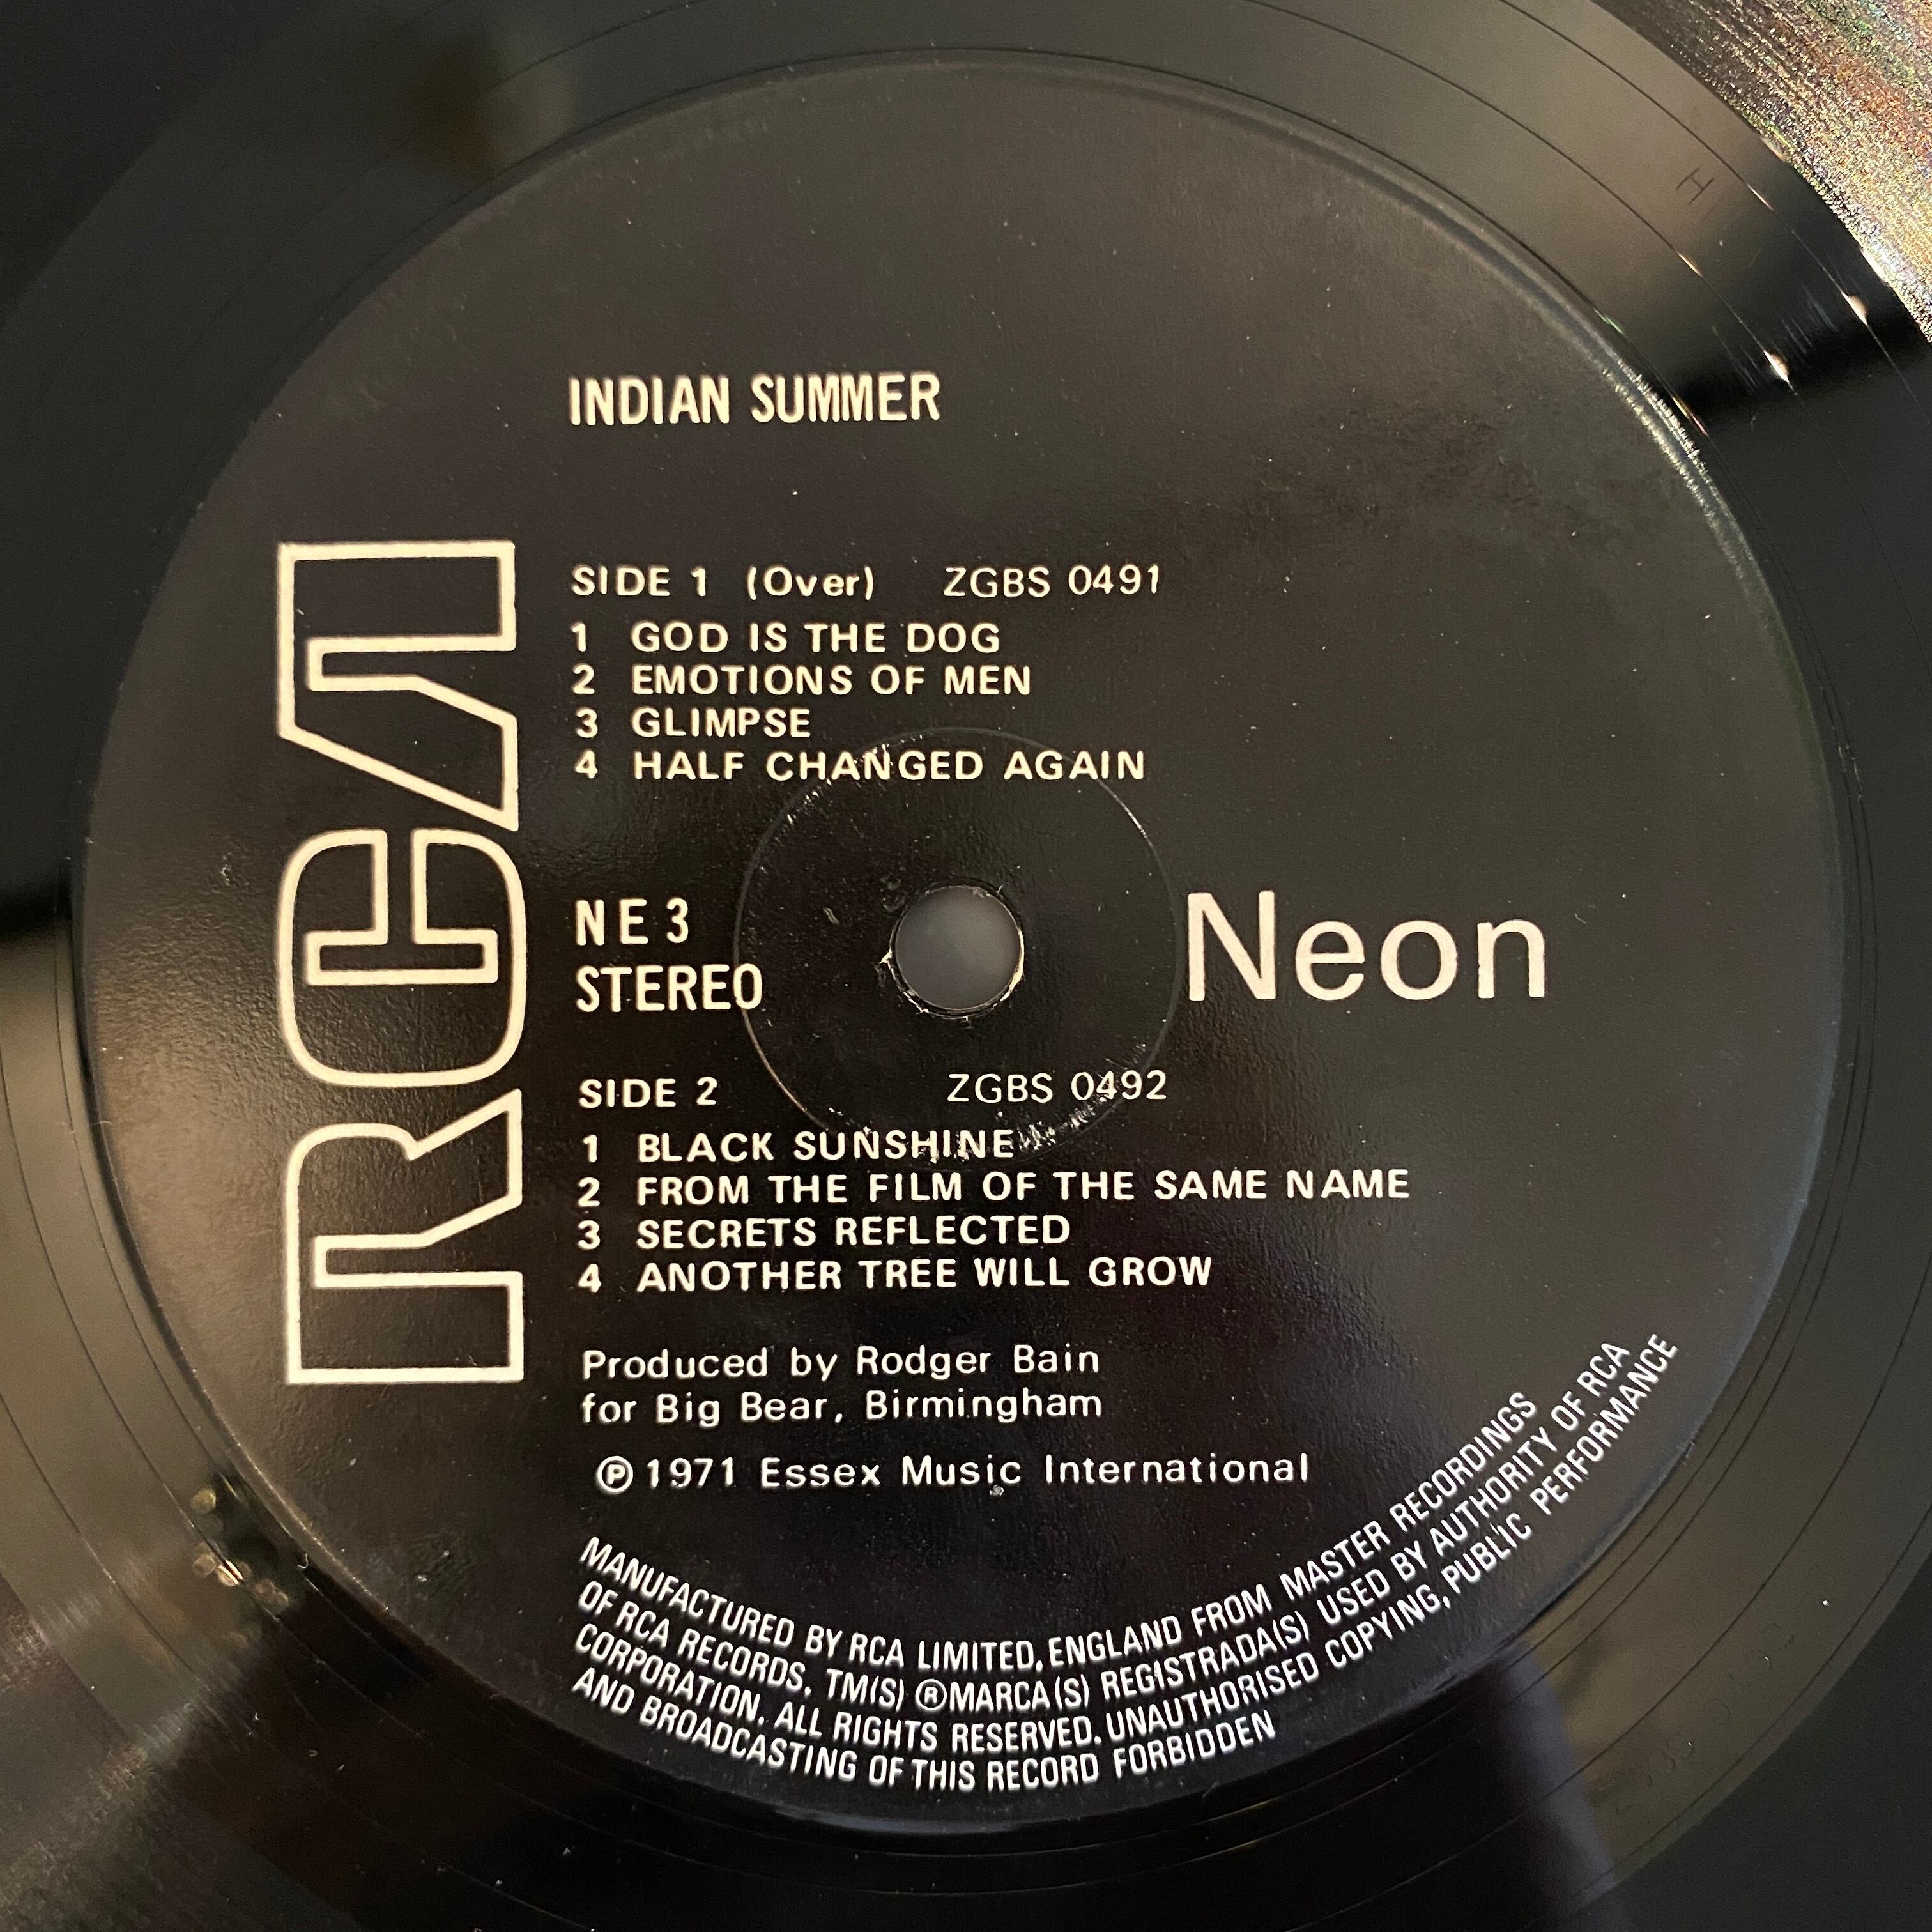 INDIAN SUMMER
RCA
SIDE 1 (Over) ZGBS 0491
1 GOD IS THE DOG
2 EMOTIONS OF MEN
3 GLIMPSE
4 HALF CHANGED AGAIN
NE 3
STEREO
Neon
SIDE 2 ZGBS 0492
1 BLACK SUNSHINE
2 FROM THE FILM OF THE SAME NAME
3 SECRETS REFLECTED
4 ANOTHER TREE WILL GROW
Produced by Rodger Bain
for Big Bear, Birmingham
℗ 1971 Essex Music International
MANUFACTURED BY RCA LIMITED, ENGLAND FROM MASTER RECORDINGS
OF RCA RECORDS. TM(S) ® MARCA(S) REGISTRADA(S) USED BY AUTHORITY OF RCA
CORPORATION. ALL RIGHTS RESERVED. UNAUTHORISED COPYING, PUBLIC PERFORMANCE
AND BROADCASTING OF THIS RECORD FORBIDDEN
H